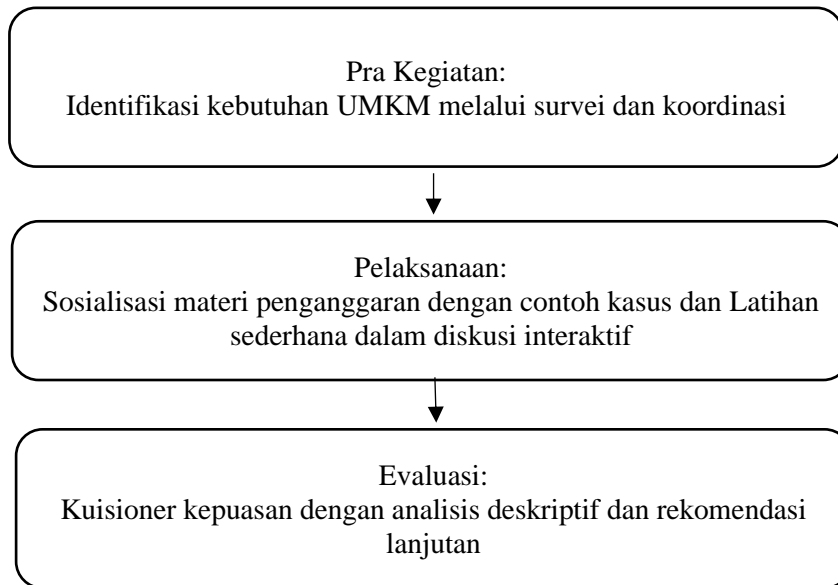 Pra Kegiatan:
Identifikasi kebutuhan UMKM melalui survei dan koordinasi
Pelaksanaan:
Sosialisasi materi penganggaran dengan contoh kasus dan Latihan
sederhana dalam diskusi interaktif
Evaluasi:
Kuisioner kepuasan dengan analisis deskriptif dan rekomendasi
lanjutan